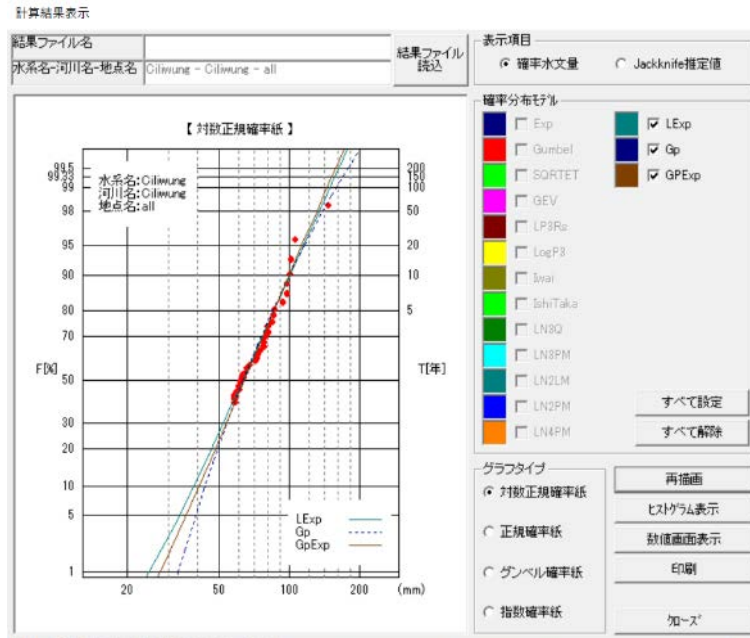 計算結果表示
結果ファイル名
結果ファイル
読込
水系名-河川名-地点名 Ciliwung - Ciliwung - all
表示項目
確率水文量 Jackknife推定値
確率分布モデル
Exp LExp
Gumbel Gp
SQRTET GPExp
GEV
LP3Rs
LogP3
Iwai
IshiTaka
LN3Q
LN3PM
LN2LM
LN2PM
LN4PM
すべて設定
すべて解除
【 対数正規確率紙 】
水系名:Ciliwung
河川名:Ciliwung
地点名:all
99.5
99.33
99
98
95
90
80
70
50
30
20
10
5
1
F[%]
200
150
100
50
20
10
5
T[年]
LExp
Gp
GpExp
20 50 100 200 (mm)
グラフタイプ
対数正規確率紙
正規確率紙
グンベル確率紙
指数確率紙
再描画
ヒストグラム表示
数値画面表示
印刷
クローズ